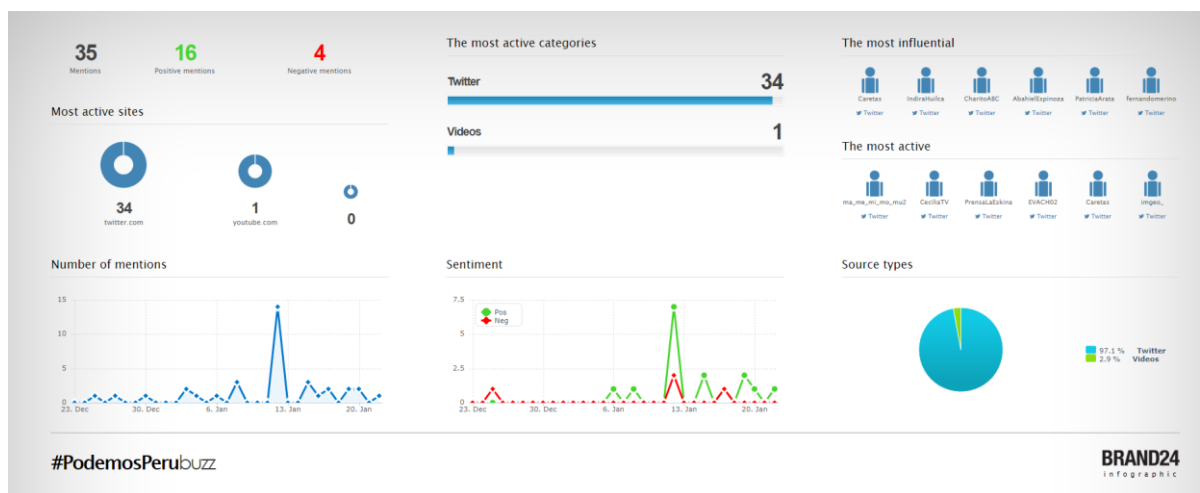 35
Mentions
16
Positive mentions
4
Negative mentions
Most active sites
34
twitter.com
1
youtube.com
0
The most active categories
Twitter 34
Videos 1
The most influential
Caretas IndiraHuilca CharitoABC AbahielEspinoza PatriciaArata fernandomerino
Twitter Twitter Twitter Twitter Twitter Twitter
The most active
ma_me_mi_mo_mu2 CeciliaTV PrensaLaEskina EVACH02 Caretas imgeo_
Twitter Twitter Twitter Twitter Twitter Twitter
Number of mentions
15
10
5
0
23. Dec 30. Dec 6. Jan 13. Jan 20. Jan
Sentiment
7.5
5
2.5
0
Pos
Neg
23. Dec 30. Dec 6. Jan 13. Jan 20. Jan
Source types
97.1 % Twitter
2.9 % Videos
#PodemosPerubuzz
BRAND24
infographic